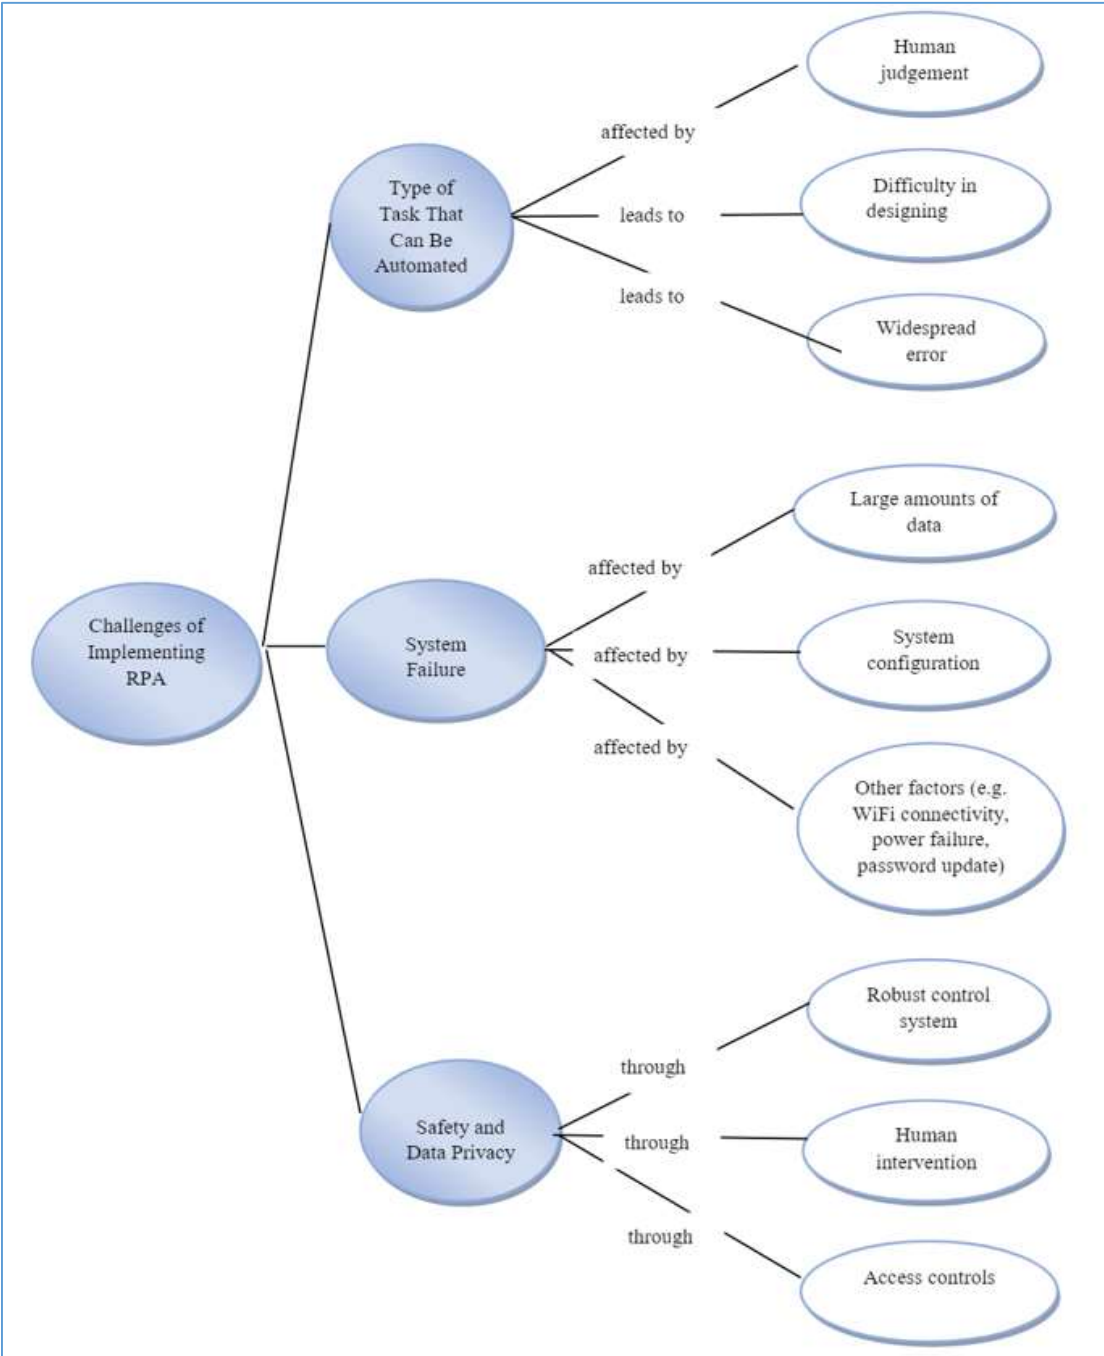 Human
judgement
affected by
Type of
Task That
Can Be
Automated
Difficulty in
designing
leads to
leads to
Widespread
error
Large amounts of
data
affected by
Challenges of
Implementing
RPA
System
Failure
System
configuration
affected by
affected by
Other factors (e.g.
WiFi connectivity,
power failure,
password update)
Robust control
system
through
Safety and
Data Privacy
Human
intervention
through
through
Access controls